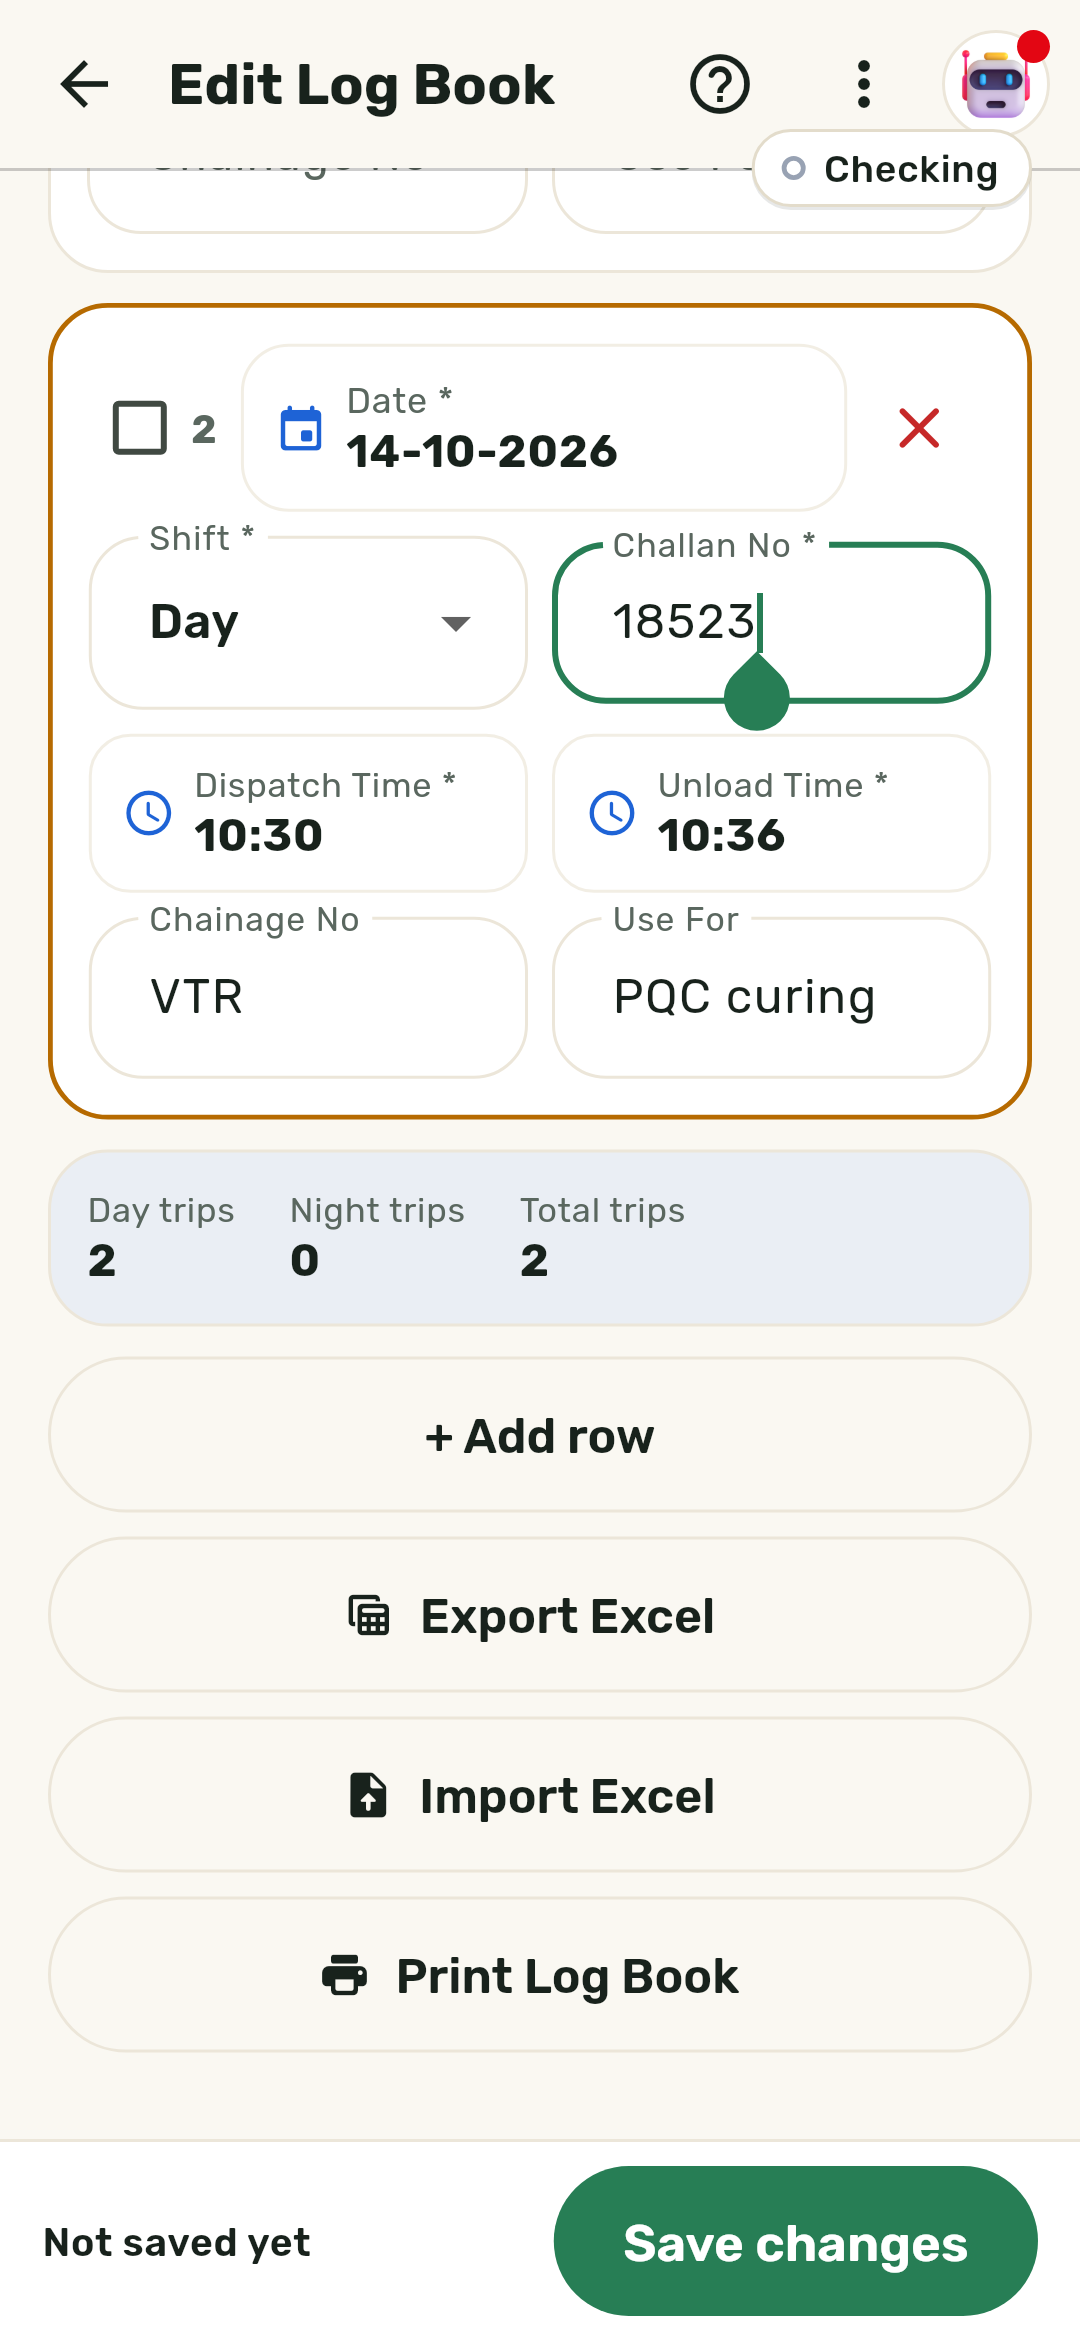 Edit Log Book
Checking
2
Date *
14-10-2026
Shift *
Day
Challan No *
18523
Dispatch Time *
10:30
Unload Time *
10:36
Chainage No
VTR
Use For
PQC curing
Day trips
2
Night trips
0
Total trips
2
+ Add row
Export Excel
Import Excel
Print Log Book
Not saved yet
Save changes